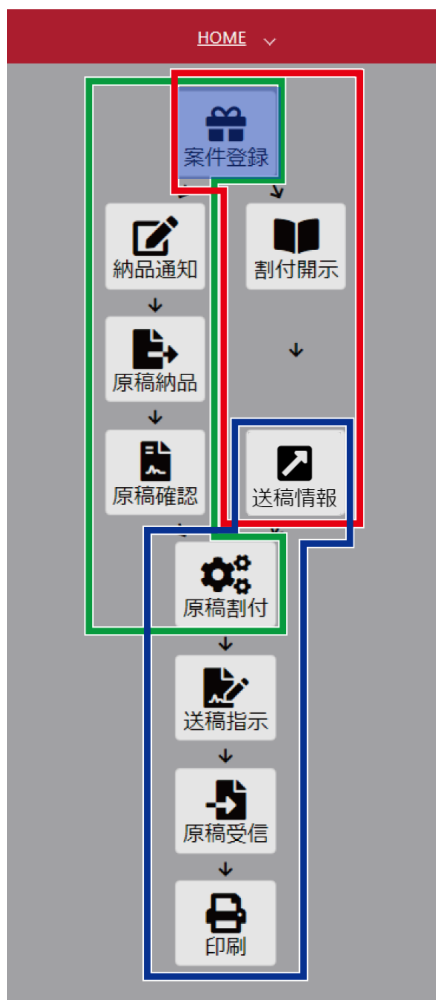 HOME
案件登録
納品通知
割付開示
原稿納品
原稿確認
送稿情報
原稿割付
送稿指示
原稿受信
印刷